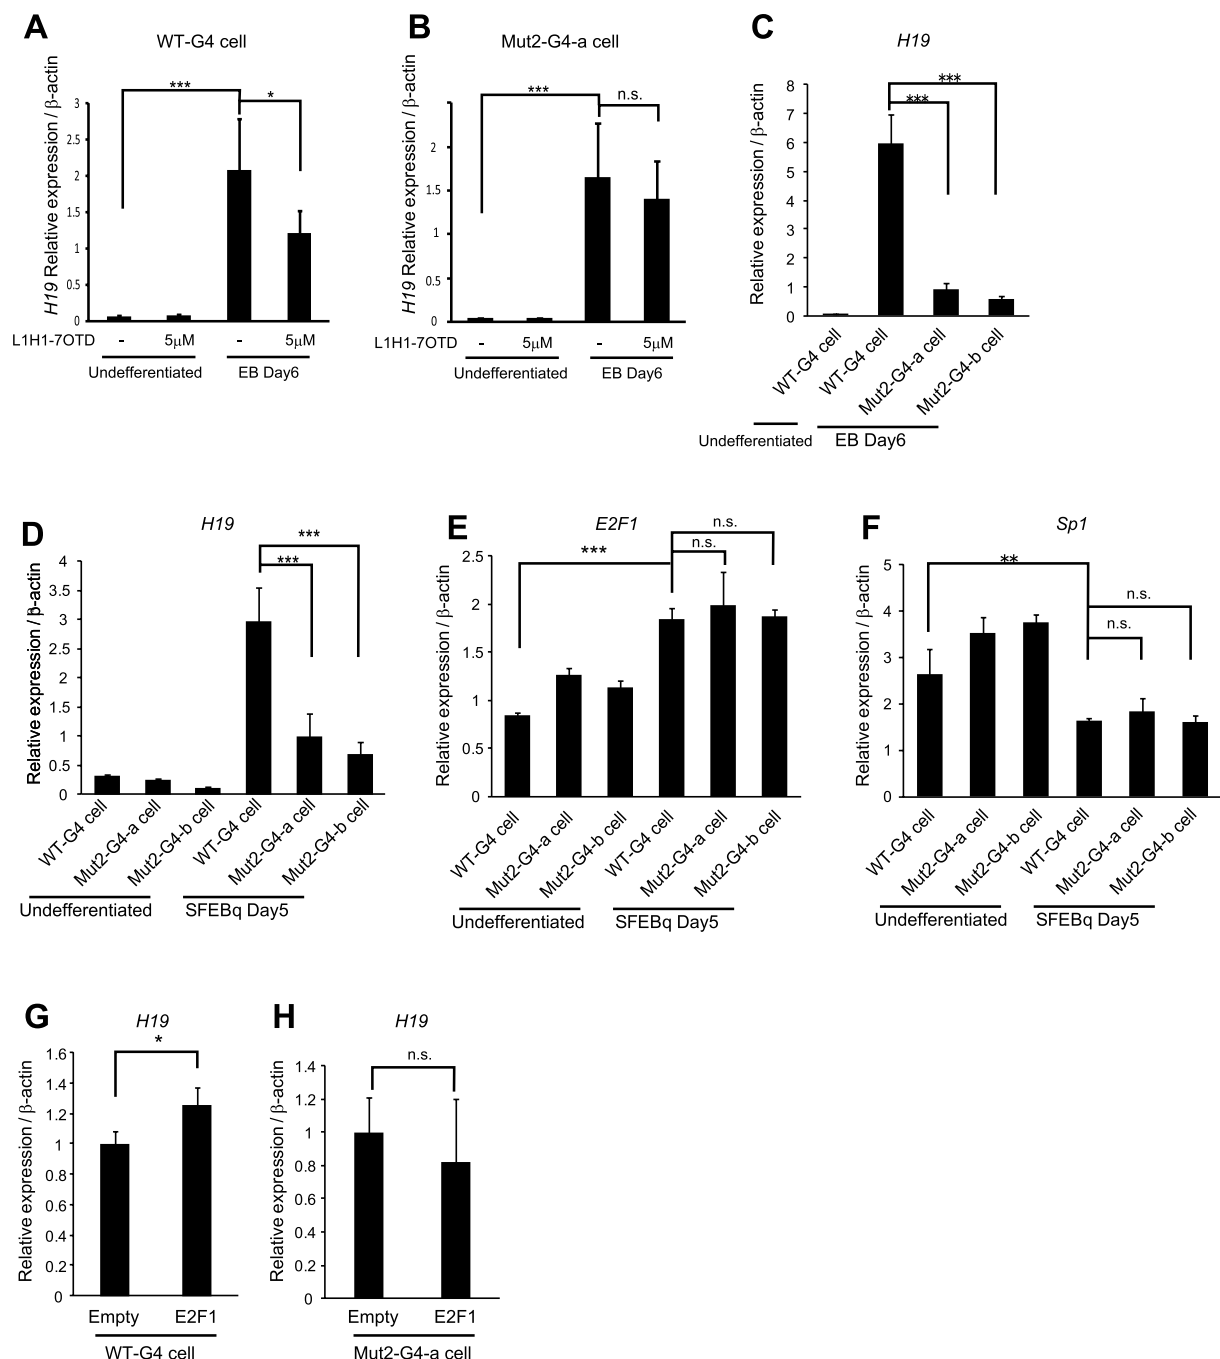 A
WT-G4 cell
H19 Relative expression / β-actin
3
2
1.5
1
0.5
0
***
*
L1H1-7OTD
-
5μM
-
5μM
Undefferentiated
EB Day6
B
Mut2-G4-a cell
H19 Relative expression / β-actin
2
1.5
1
0.5
0
***
n.s.
L1H1-7OTD
-
5μM
-
5μM
Undefferentiated
EB Day6
C
H19
Relative expression / β-actin
8
7
6
5
4
3
2
1
0
***
***
WT-G4 cell
WT-G4 cell
Mut2-G4-a cell
Mut2-G4-b cell
Undefferentiated
EB Day6
D
H19
Relative expression / β-actin
4
3.5
3
2.5
2
1.5
1
0.5
0
***
***
WT-G4 cell
Mut2-G4-a cell
Mut2-G4-b cell
WT-G4 cell
Mut2-G4-a cell
Mut2-G4-b cell
Undefferentiated
SFEBq Day5
E
E2F1
Relative expression / β-actin
2.5
2
1.5
1
0.5
0
***
n.s.
n.s.
WT-G4 cell
Mut2-G4-a cell
Mut2-G4-b cell
WT-G4 cell
Mut2-G4-a cell
Mut2-G4-b cell
Undefferentiated
SFEBq Day5
F
Sp1
Relative expression / β-actin
5
4
3
2
1
0
**
n.s.
n.s.
WT-G4 cell
Mut2-G4-a cell
Mut2-G4-b cell
WT-G4 cell
Mut2-G4-a cell
Mut2-G4-b cell
Undefferentiated
SFEBq Day5
G
H19
Relative expression / β-actin
1.6
1.4
1.2
1
0.8
0.6
0.4
0.2
0
*
Empty
E2F1
WT-G4 cell
H
H19
Relative expression / β-actin
1.4
1.2
1
0.8
0.6
0.4
0.2
0
n.s.
Empty
E2F1
Mut2-G4-a cell